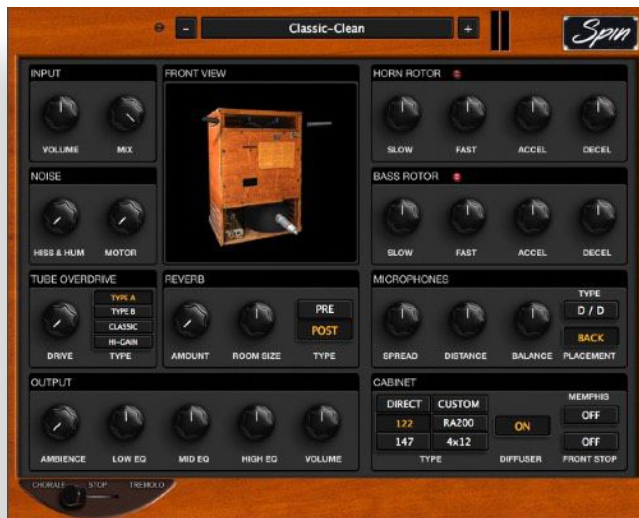 - Classic-Clean + Spin
INPUT
VOLUME MIX
FRONT VIEW
HORN ROTOR
SLOW FAST ACCEL DECEL
NOISE
HISS & HUM MOTOR
BASS ROTOR
SLOW FAST ACCEL DECEL
TUBE OVERDRIVE
TYPE A
TYPE B
CLASSIC
HI-GAIN
DRIVE TYPE
REVERB
PRE
POST
AMOUNT ROOM SIZE TYPE
MICROPHONES
TYPE
D / D
BACK
SPREAD DISTANCE BALANCE PLACEMENT
OUTPUT
AMBIENCE LOW EQ MID EQ HIGH EQ VOLUME
CABINET
DIRECT CUSTOM
122 RA200
147 4x12
TYPE
ON
DIFFUSER
MEMPHIS
OFF
OFF
FRONT STOP
CHORALE STOP TREMOLO